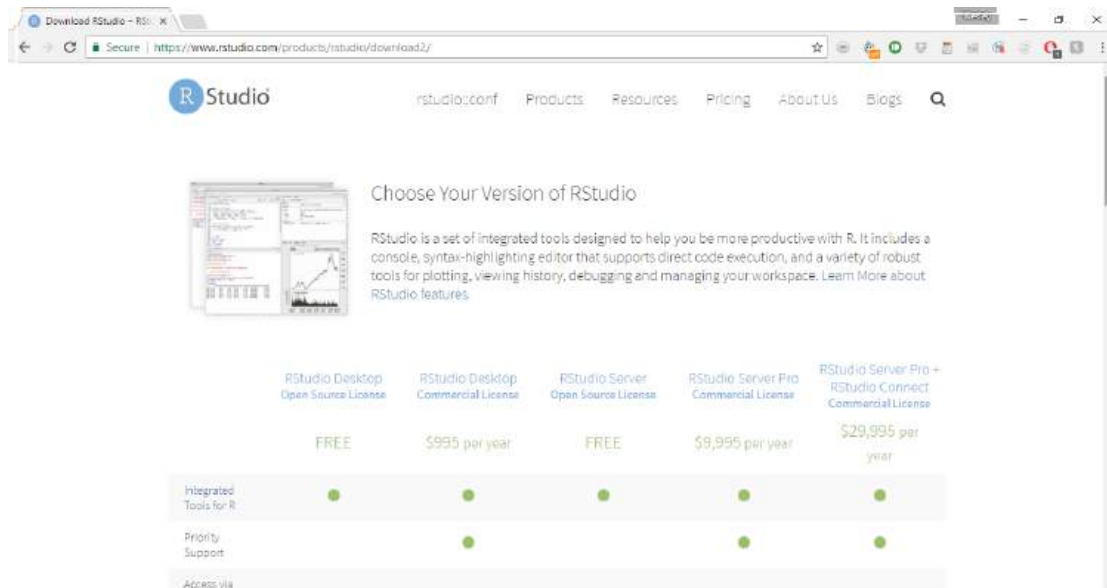 Download RStudio – RStu
Secure | https://www.rstudio.com/products/rstudio/download2/
R Studio
rstudio::conf Products Resources Pricing About Us Blogs
Choose Your Version of RStudio
RStudio is a set of integrated tools designed to help you be more productive with R. It includes a
console, syntax-highlighting editor that supports direct code execution, and a variety of robust
tools for plotting, viewing history, debugging and managing your workspace. Learn More about
RStudio features.
RStudio Desktop
Open Source License
FREE
RStudio Desktop
Commercial License
$995 per year
RStudio Server
Open Source License
FREE
RStudio Server Pro
Commercial License
$9,995 per year
RStudio Server Pro +
RStudio Connect
Commercial License
$29,995 per
year
Integrated
Tools for R
Priority
Support
Access via